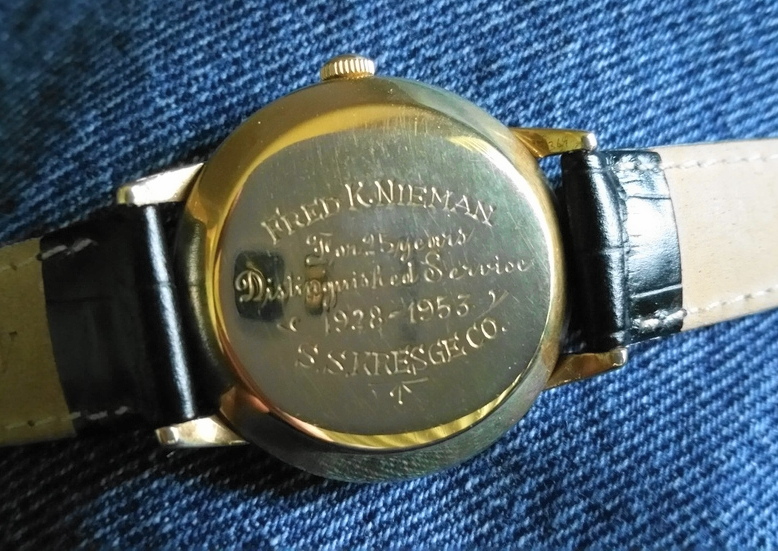 FRED K. NIEMAN
For 25 years
Distinguished Service
1928-1953
S.S. KRESGE CO.